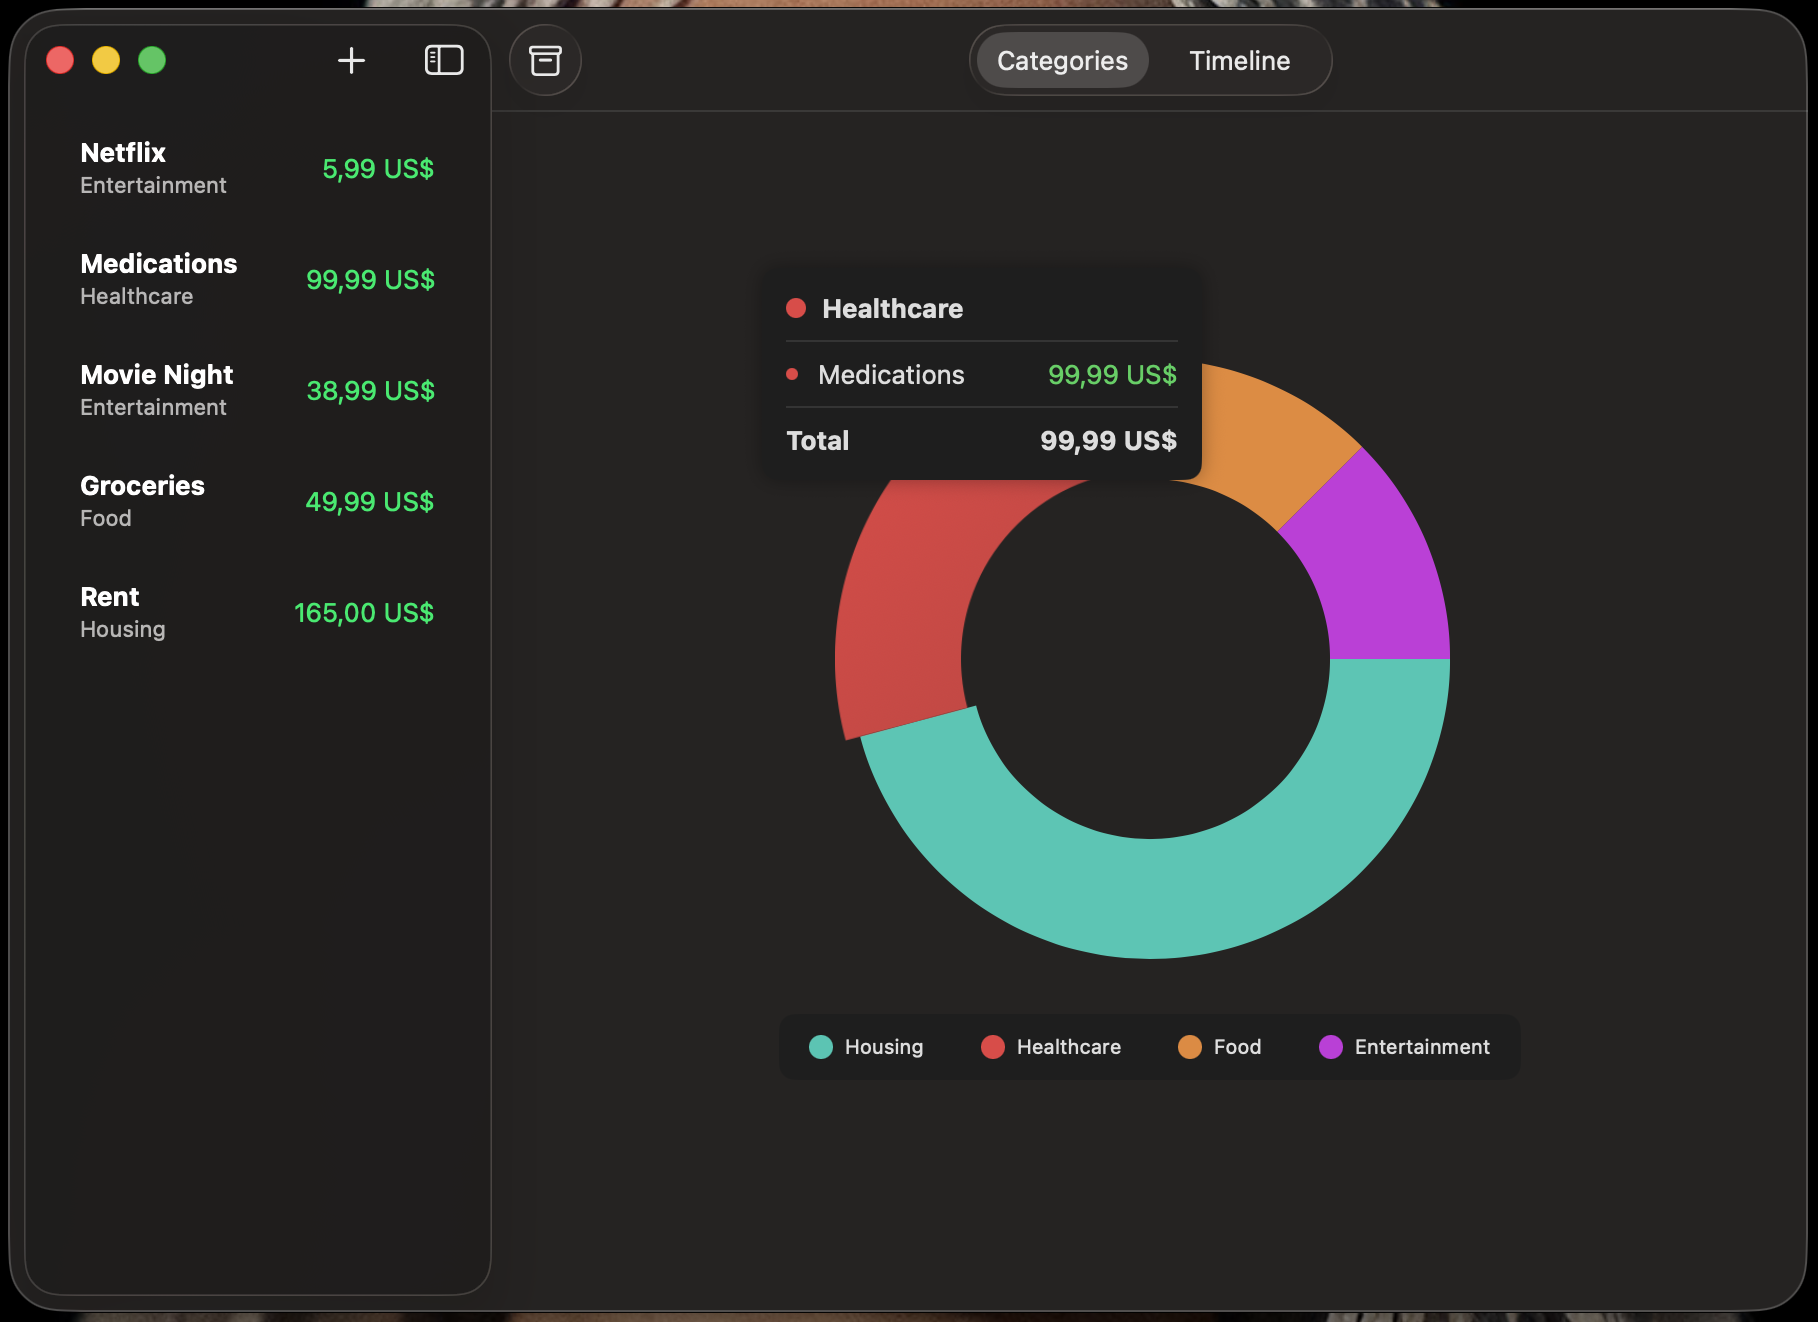 Categories
Timeline
Netflix
Entertainment
5,99 US$
Medications
Healthcare
99,99 US$
Movie Night
Entertainment
38,99 US$
Groceries
Food
49,99 US$
Rent
Housing
165,00 US$
Healthcare
Medications 99,99 US$
Total 99,99 US$
Housing Healthcare Food Entertainment